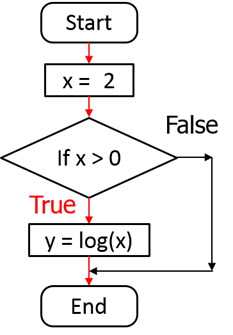 Start
x = 2
If x > 0
False
True
y = log(x)
End